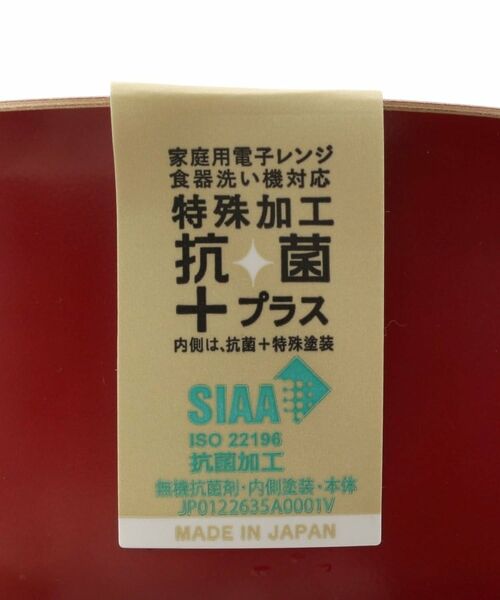 家庭用電子レンジ
食器洗い機対応
特殊加工
抗菌
＋プラス
内側は、抗菌＋特殊塗装
SIAA
ISO 22196
抗菌加工
無機抗菌剤・内側塗装・本体
JP0122635A0001V
MADE IN JAPAN